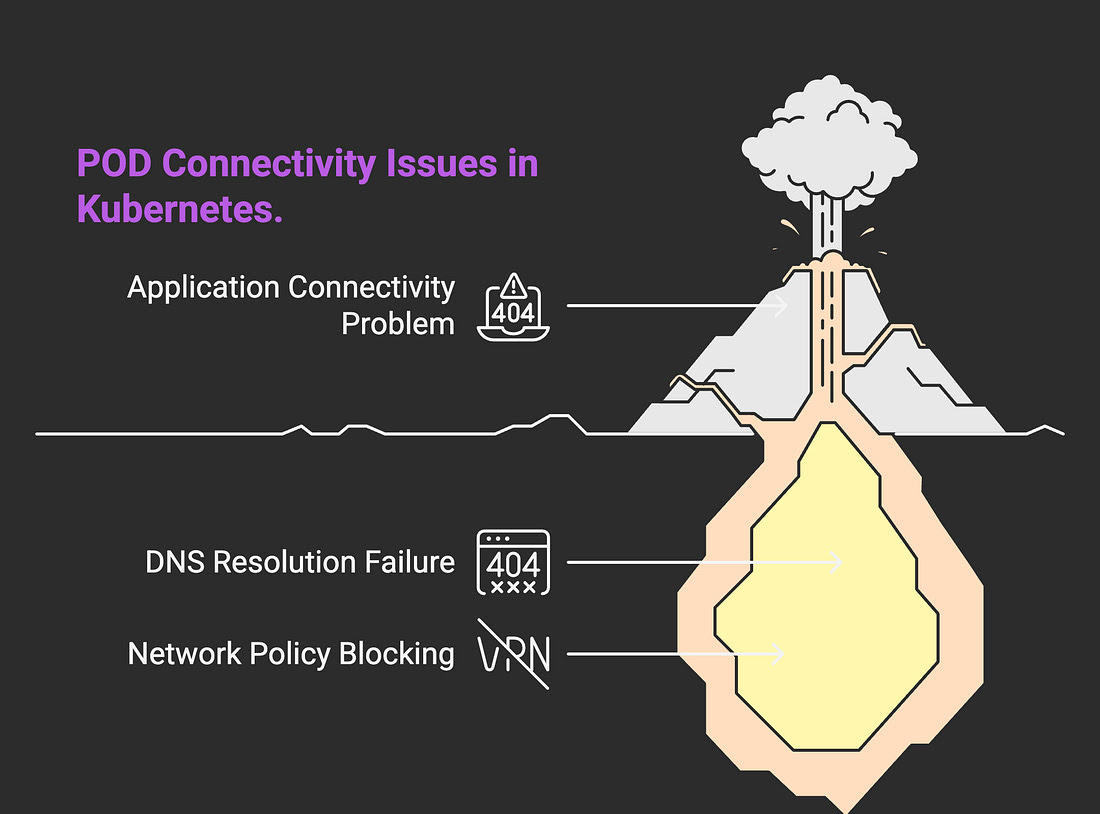 POD Connectivity Issues in
Kubernetes.
Application Connectivity
Problem
404
DNS Resolution Failure
404
Network Policy Blocking
VPN